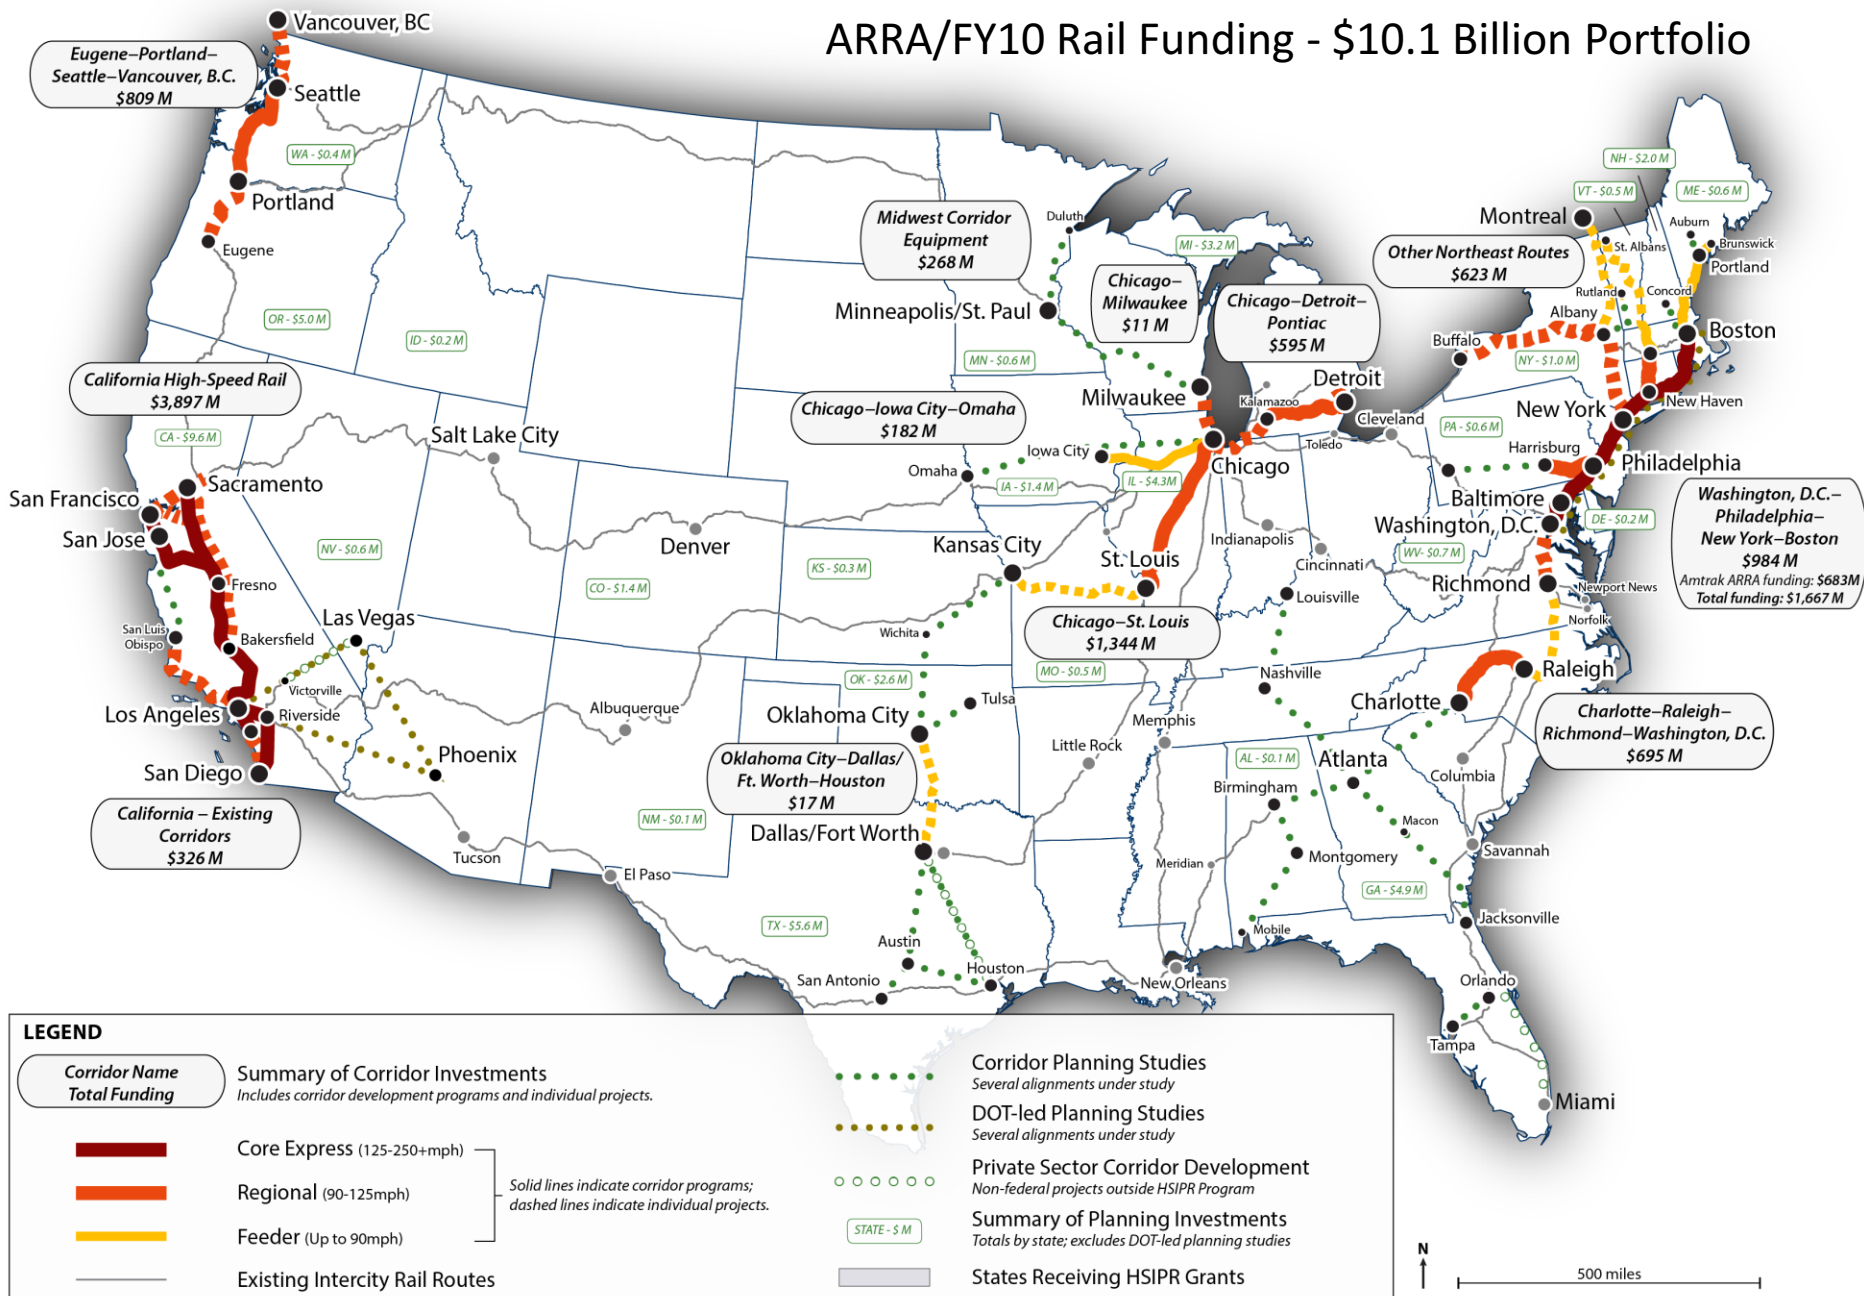 ARRA/FY10 Rail Funding - $10.1 Billion Portfolio
Vancouver, BC
Eugene–Portland–
Seattle–Vancouver, B.C.
$809 M
Seattle
WA - $0.4 M
Portland
Eugene
OR - $5.0 M
ID - $0.2 M
California High-Speed Rail
$3,897 M
CA - $9.6 M
Salt Lake City
Sacramento
San Francisco
San Jose
NV - $0.6 M
Fresno
Las Vegas
San Luis
Obispo
Bakersfield
Victorville
Los Angeles
Riverside
San Diego
Phoenix
California – Existing
Corridors
$326 M
Tucson
Denver
CO - $1.4 M
Albuquerque
NM - $0.1 M
El Paso
Midwest Corridor
Equipment
$268 M
Duluth
MI - $3.2 M
Minneapolis/St. Paul
Chicago–
Milwaukee
$11 M
Chicago–Detroit–
Pontiac
$595 M
MN - $0.6 M
Milwaukee
Detroit
Kalamazoo
Cleveland
Toledo
Chicago–Iowa City–Omaha
$182 M
Iowa City
Omaha
IA - $1.4 M
IL - $4.3M
Chicago
Indianapolis
Cincinnati
Louisville
Kansas City
KS - $0.3 M
St. Louis
Chicago–St. Louis
$1,344 M
Wichita
MO - $0.5 M
OK - $2.6 M
Tulsa
Oklahoma City
Oklahoma City–Dallas/
Ft. Worth–Houston
$17 M
Dallas/Fort Worth
TX - $5.6 M
Austin
San Antonio
Houston
New Orleans
Little Rock
Memphis
Nashville
AL - $0.1 M
Birmingham
Meridian
Montgomery
Mobile
Atlanta
Macon
GA - $4.9 M
Columbia
Savannah
Jacksonville
Orlando
Tampa
Miami
Charlotte
Raleigh
Charlotte–Raleigh–
Richmond–Washington, D.C.
$695 M
Richmond
Newport News
Norfolk
WV- $0.7 M
Washington, D.C.
Baltimore
DE - $0.2 M
Washington, D.C.–
Philadelphia–
New York–Boston
$984 M
Amtrak ARRA funding: $683M
Total funding: $1,667 M
Philadelphia
Harrisburg
PA - $0.6 M
New York
New Haven
NY - $1.0 M
Buffalo
Albany
Boston
Concord
Rutland
Portland
Brunswick
Auburn
St. Albans
Montreal
Other Northeast Routes
$623 M
NH - $2.0 M
VT - $0.5 M
ME - $0.6 M
LEGEND
Corridor Name
Total Funding
Summary of Corridor Investments
Includes corridor development programs and individual projects.
Core Express (125-250+mph)
Regional (90-125mph)
Feeder (Up to 90mph)
Solid lines indicate corridor programs;
dashed lines indicate individual projects.
Existing Intercity Rail Routes
Corridor Planning Studies
Several alignments under study
DOT-led Planning Studies
Several alignments under study
Private Sector Corridor Development
Non-federal projects outside HSIPR Program
STATE - $ M
Summary of Planning Investments
Totals by state; excludes DOT-led planning studies
States Receiving HSIPR Grants
N
500 miles